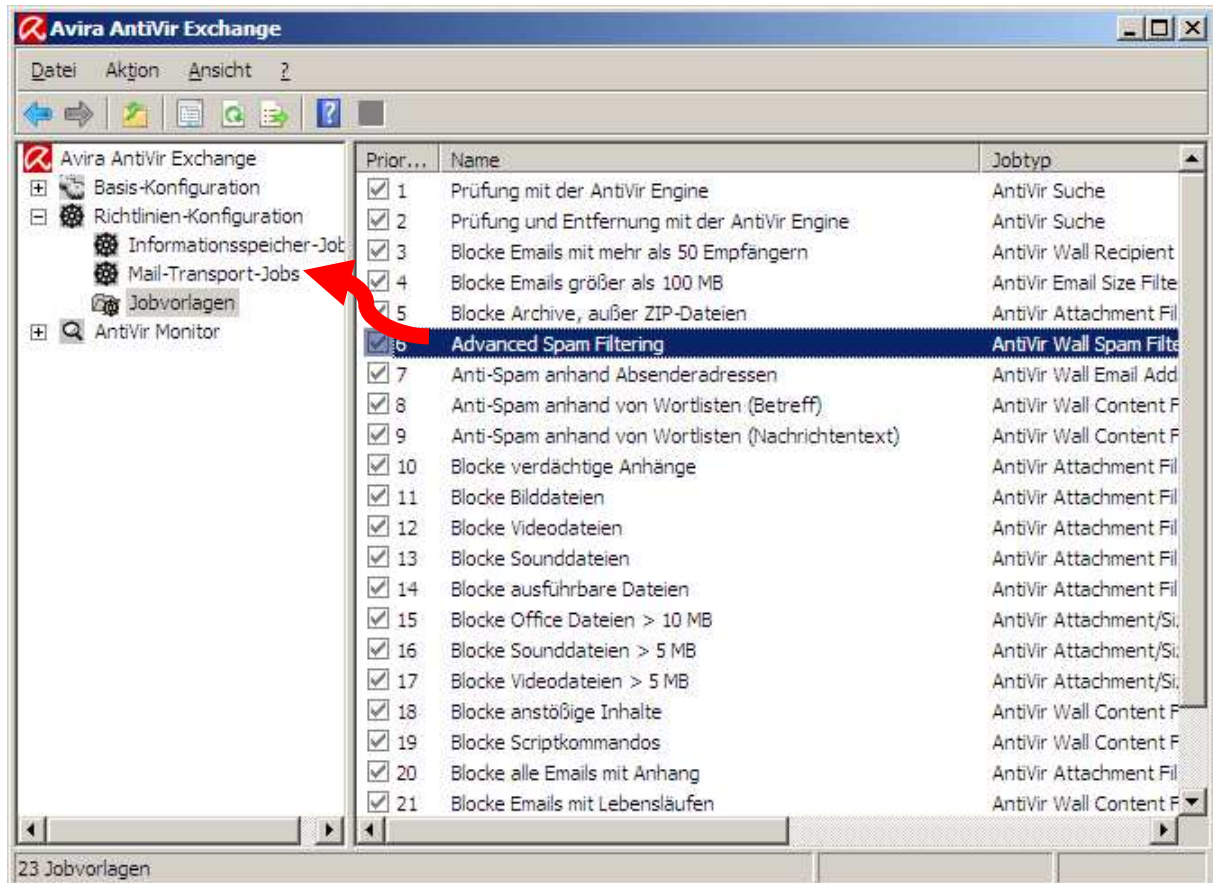 Avira AntiVir Exchange
Datei Aktion Ansicht ?
Avira AntiVir Exchange
Basis-Konfiguration
Richtlinien-Konfiguration
Informationsspeicher-Job
Mail-Transport-Jobs
Jobvorlagen
AntiVir Monitor
Prior... Name Jobtyp
1 Prüfung mit der AntiVir Engine AntiVir Suche
2 Prüfung und Entfernung mit der AntiVir Engine AntiVir Suche
3 Blocke Emails mit mehr als 50 Empfängern AntiVir Wall Recipient
4 Blocke Emails größer als 100 MB AntiVir Email Size Filte
5 Blocke Archive, außer ZIP-Dateien AntiVir Attachment Fil
6 Advanced Spam Filtering AntiVir Wall Spam Filte
7 Anti-Spam anhand Absenderadressen AntiVir Wall Email Add
8 Anti-Spam anhand von Wortlisten (Betreff) AntiVir Wall Content F
9 Anti-Spam anhand von Wortlisten (Nachrichtentext) AntiVir Wall Content F
10 Blocke verdächtige Anhänge AntiVir Attachment Fil
11 Blocke Bilddateien AntiVir Attachment Fil
12 Blocke Videodateien AntiVir Attachment Fil
13 Blocke Sounddateien AntiVir Attachment Fil
14 Blocke ausführbare Dateien AntiVir Attachment Fil
15 Blocke Office Dateien > 10 MB AntiVir Attachment/Siz
16 Blocke Sounddateien > 5 MB AntiVir Attachment/Siz
17 Blocke Videodateien > 5 MB AntiVir Attachment/Siz
18 Blocke anstößige Inhalte AntiVir Wall Content F
19 Blocke Scriptkommandos AntiVir Wall Content F
20 Blocke alle Emails mit Anhang AntiVir Attachment Fil
21 Blocke Emails mit Lebensläufen AntiVir Wall Content F
23 Jobvorlagen